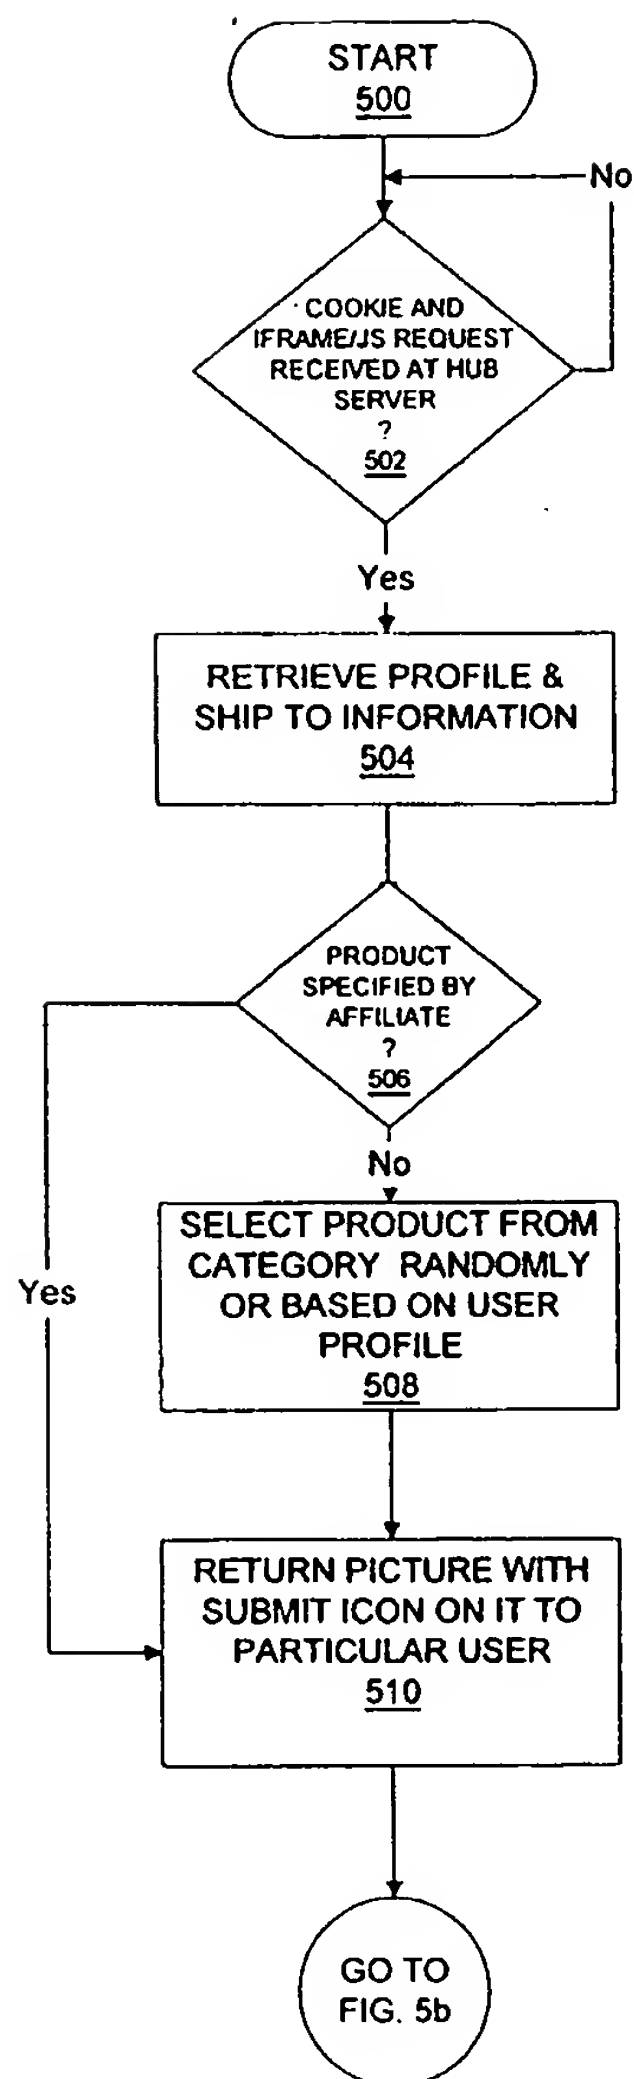 START
500
No
COOKIE AND
IFRAME/JS REQUEST
RECEIVED AT HUB
SERVER
?
502
Yes
RETRIEVE PROFILE &
SHIP TO INFORMATION
504
PRODUCT
SPECIFIED BY
AFFILIATE
?
506
No
Yes
SELECT PRODUCT FROM
CATEGORY RANDOMLY
OR BASED ON USER
PROFILE
508
RETURN PICTURE WITH
SUBMIT ICON ON IT TO
PARTICULAR USER
510
GO TO
FIG. 5b